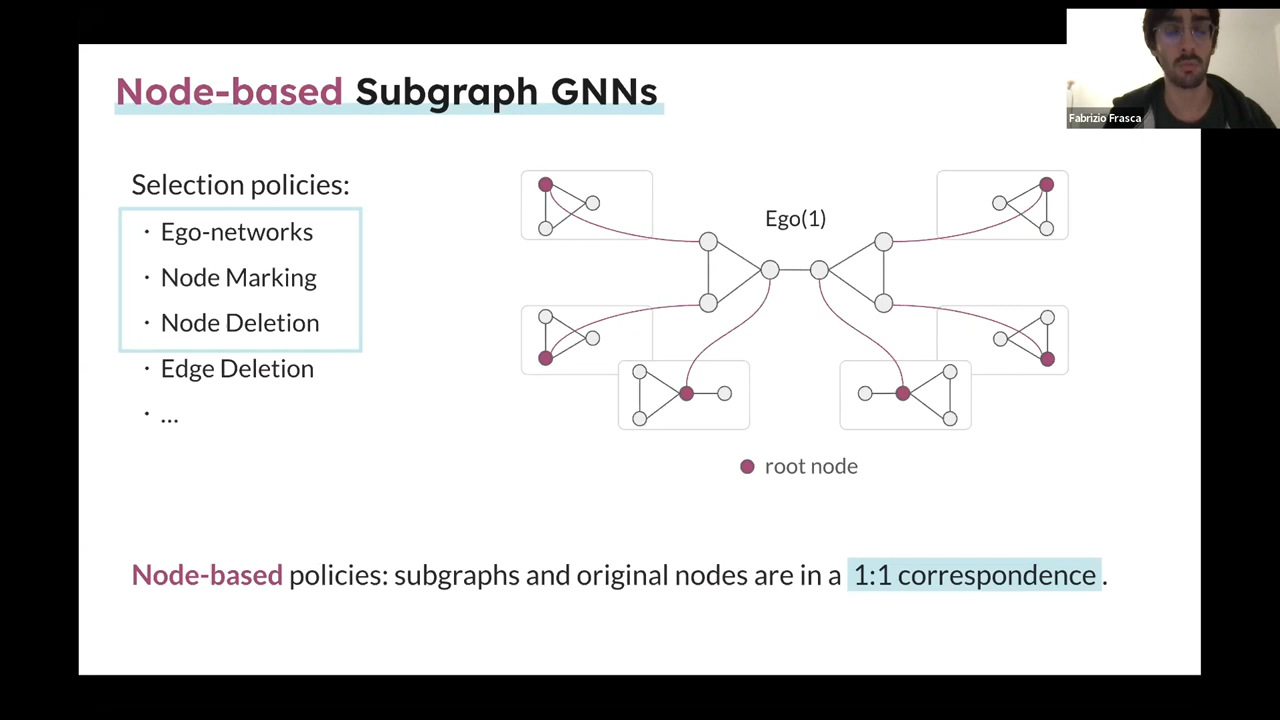 Node-based Subgraph GNNs
Fabrizio Frasca
Selection policies:
· Ego-networks
· Node Marking
· Node Deletion
· Edge Deletion
· ...
Ego(1)
root node
Node-based policies: subgraphs and original nodes are in a 1:1 correspondence.